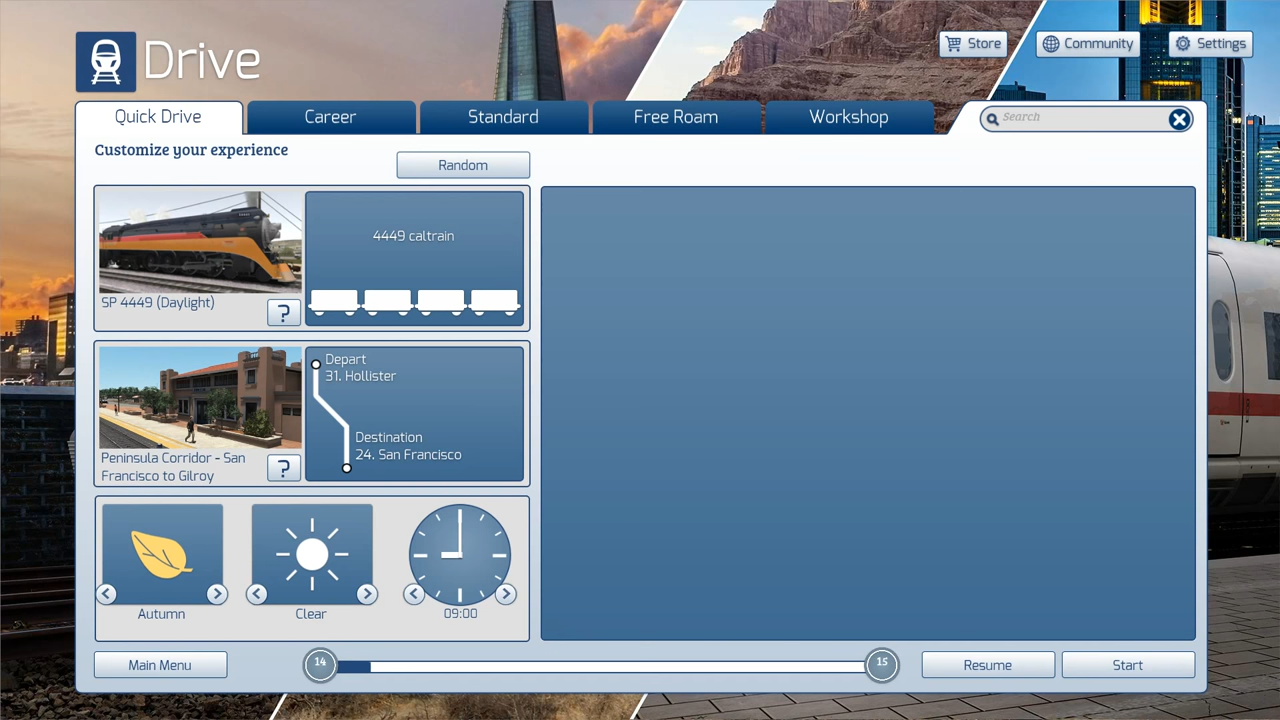 Drive
Store
Community
Settings
Quick Drive
Career
Standard
Free Roam
Workshop
Search
Customize your experience
Random
4449 caltrain
SP 4449 (Daylight)
?
Depart
31. Hollister
Destination
24. San Francisco
Peninsula Corridor - San
Francisco to Gilroy
?
Autumn
Clear
09:00
Main Menu
14
15
Resume
Start